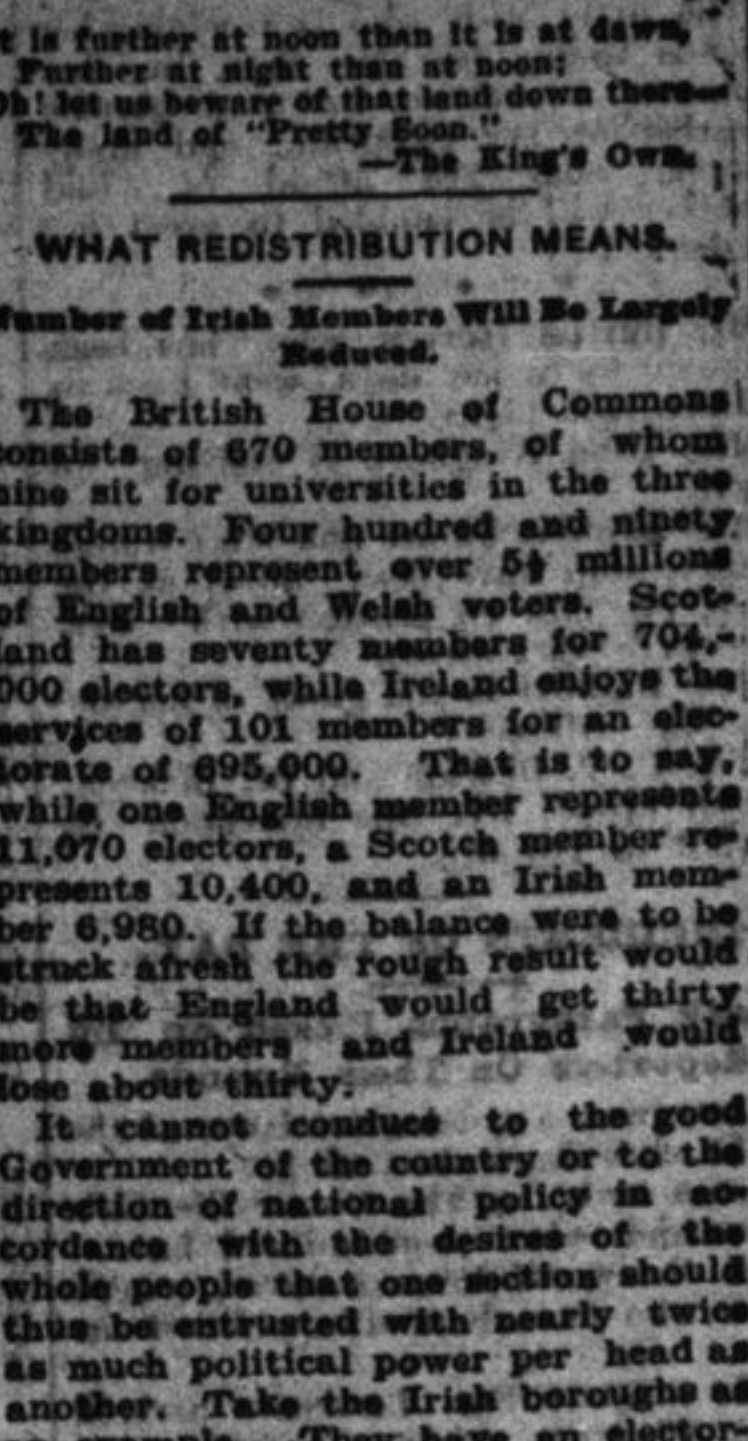 t is further at noon than it is at dawn,
Further at night than at noon;
Oh! let us beware of that land down there—
The land of "Pretty Soon."
—The King's Own.
WHAT REDISTRIBUTION MEANS.
Number of Irish Members Will Be Largely
Reduced.
The British House of Commons
consists of 670 members, of whom
nine sit for universities in the three
kingdoms. Four hundred and ninety
members represent over 5½ millions
of English and Welsh voters. Scot-
land has seventy members for 704,-
000 electors, while Ireland enjoys the
services of 101 members for an elec-
torate of 695,000. That is to say,
while one English member represents
11,070 electors, a Scotch member re-
presents 10,400, and an Irish mem-
ber 6,980. If the balance were to be
struck afresh the rough result would
be that England would get thirty
more members and Ireland would
lose about thirty.
It cannot conduce to the good
Government of the country or to the
direction of national policy in ac-
cordance with the desires of the
whole people that one section should
thus be entrusted with nearly twice
as much political power per head as
another. Take the Irish boroughs as
example. They have an elector-